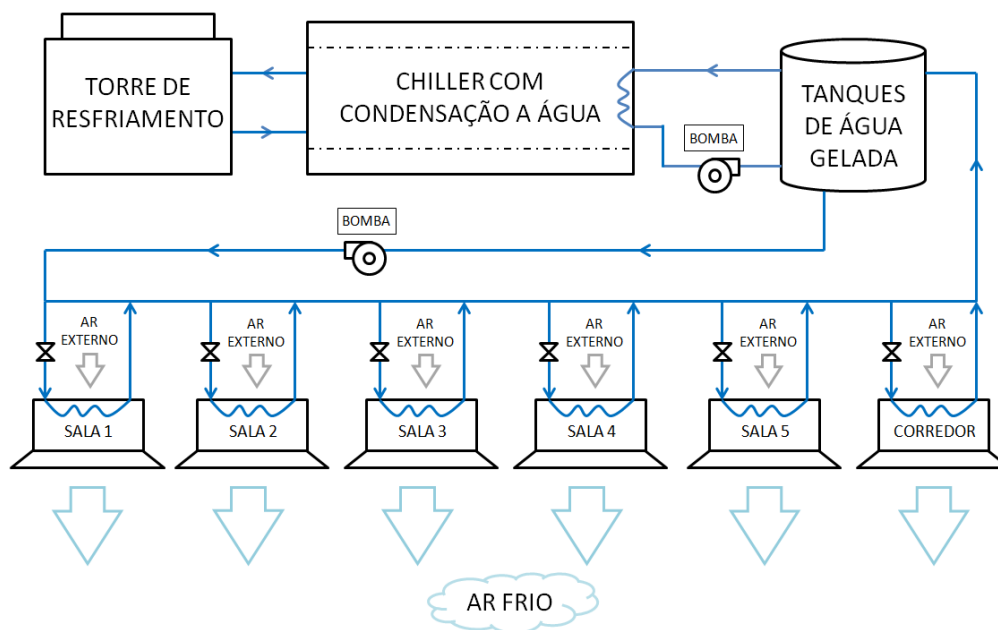 TORRE DE
RESFRIAMENTO
CHILLER COM
CONDENSAÇÃO A ÁGUA
TANQUES
DE ÁGUA
GELADA
BOMBA
BOMBA
AR
EXTERNO
AR
EXTERNO
AR
EXTERNO
AR
EXTERNO
AR
EXTERNO
AR
EXTERNO
SALA 1
SALA 2
SALA 3
SALA 4
SALA 5
CORREDOR
AR FRIO